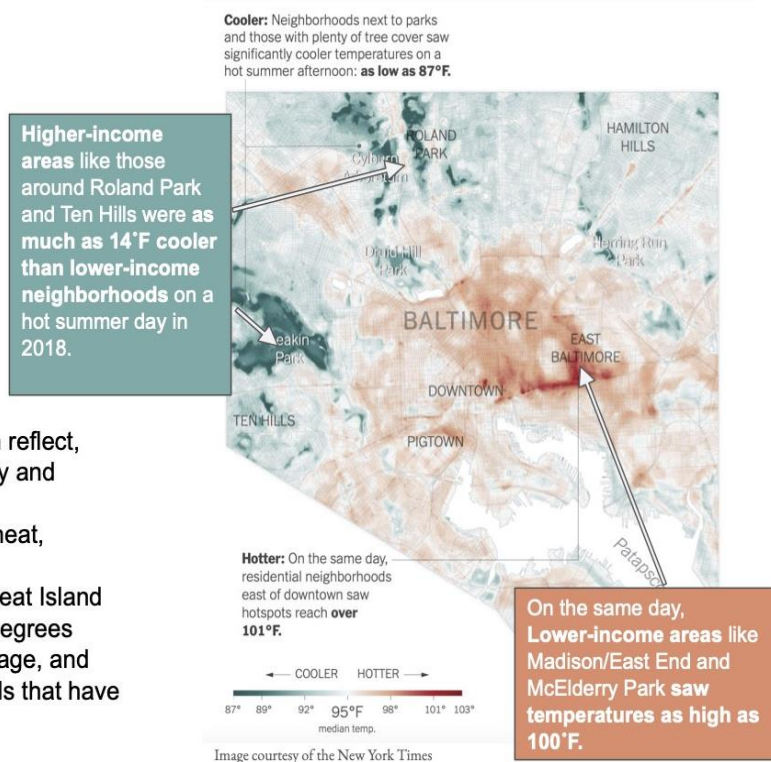 Cooler: Neighborhoods next to parks
and those with plenty of tree cover saw
significantly cooler temperatures on a
hot summer afternoon: as low as 87°F.
Higher-income
areas like those
around Roland Park
and Ten Hills were as
much as 14°F cooler
than lower-income
neighborhoods on a
hot summer day in
2018.
ROLAND
PARK
HAMILTON
HILLS
Cylburn
Arboretum
Druid Hill
Park
Herring Run
Park
BALTIMORE
eakin
Park
EAST
BALTIMORE
DOWNTOWN
TEN HILLS
PIGTOWN
Patapsc
reflect,
y and
heat,
eat Island
egrees
age, and
ds that have
Hotter: On the same day,
residential neighborhoods
east of downtown saw
hotspots reach over
101°F.
On the same day,
Lower-income areas like
Madison/East End and
McElderry Park saw
temperatures as high as
100°F.
← COOLER HOTTER →
87° 89° 92° 95°F 98° 101° 103°
median temp.
Image courtesy of the New York Times